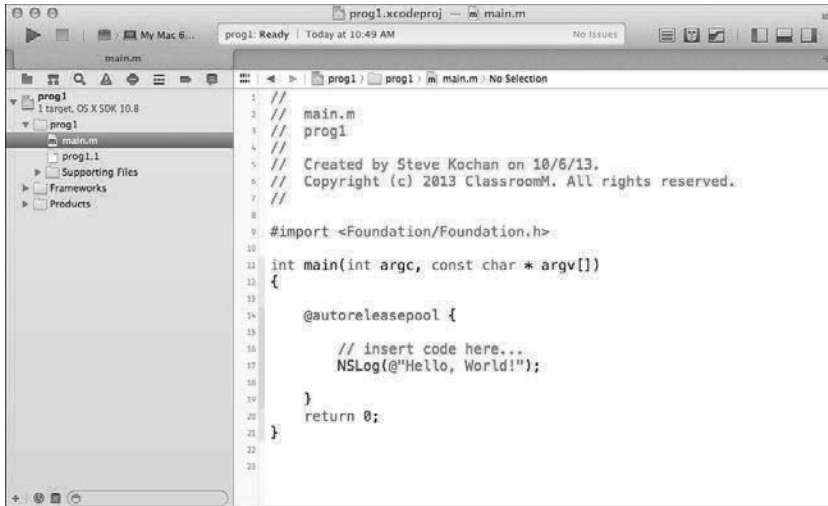 prog1.xcodeproj — main.m
My Mac 6...
prog1: Ready | Today at 10:49 AM
No Issues
main.m
prog1 prog1 main.m No Selection
prog1
1 target, OS X SDK 10.8
prog1
main.m
prog1.1
Supporting Files
Frameworks
Products
1 //
2 // main.m
3 // prog1
4 //
5 // Created by Steve Kochan on 10/6/13.
6 // Copyright (c) 2013 ClassroomM. All rights reserved.
7 //
8
9 #import <Foundation/Foundation.h>
10
11 int main(int argc, const char * argv[])
12 {
13
14 @autoreleasepool {
15
16 // insert code here...
17 NSLog(@"Hello, World!");
18
19 }
20 return 0;
21 }
22
23